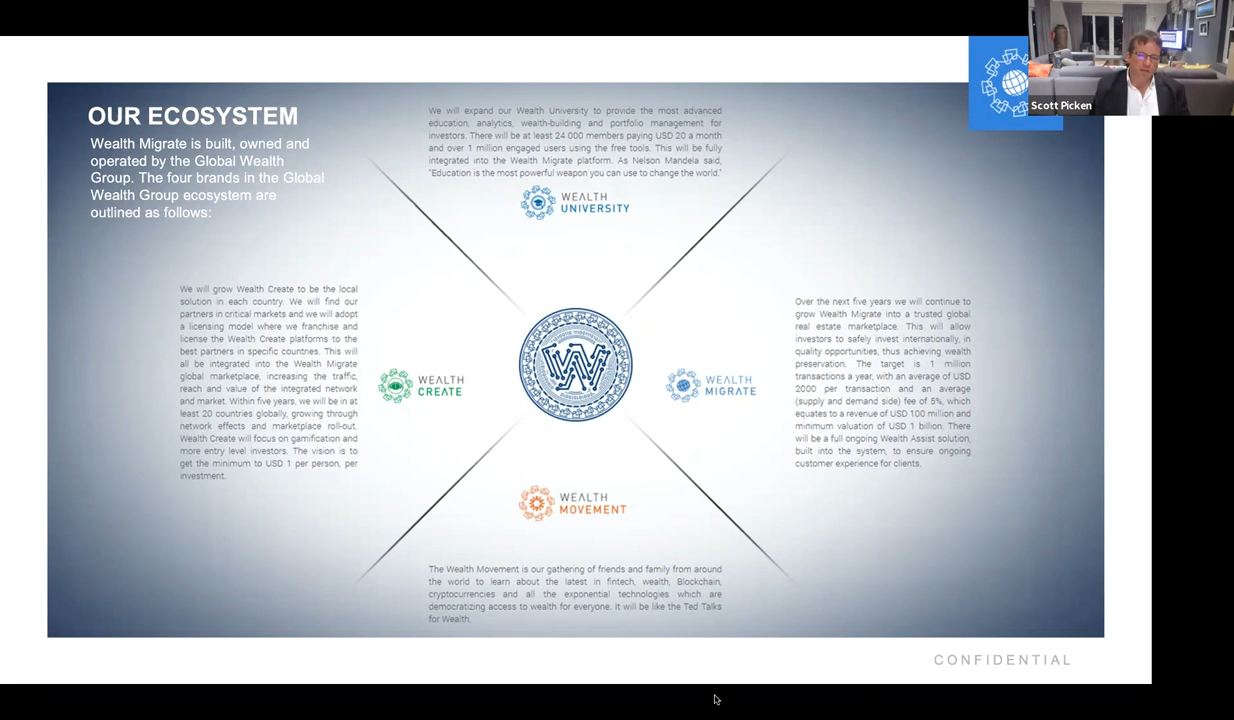 OUR ECOSYSTEM
Wealth Migrate is built, owned and
operated by the Global Wealth
Group. The four brands in the Global
Wealth Group ecosystem are
outlined as follows:
We will expand our Wealth University to provide the most advanced
education, analytics, wealth-building and portfolio management for
investors. There will be at least 24 000 members paying USD 20 a month
and over 1 million engaged users using the free tools. This will be fully
integrated into the Wealth Migrate platform. As Nelson Mandela said,
"Education is the most powerful weapon you can use to change the world."
WEALTH
UNIVERSITY
Scott Picken
We will grow Wealth Create to be the local
solution in each country. We will find our
partners in critical markets and we will adopt
a licensing model where we franchise and
license the Wealth Create platforms to the
best partners in specific countries. This will
all be integrated into the Wealth Migrate
global marketplace, increasing the traffic,
reach and value of the integrated network
and market. Within five years, we will be in at
least 20 countries globally, growing through
network effects and marketplace roll-out.
Wealth Create will focus on gamification and
more entry level investors. The vision is to
get the minimum to USD 1 per person, per
investment.
WEALTH
CREATE
W
WEALTH
MIGRATE
Over the next five years we will continue to
grow Wealth Migrate into a trusted global
real estate marketplace. This will allow
investors to safely invest internationally, in
quality opportunities, thus achieving wealth
preservation. The target is 1 million
transactions a year, with an average of USD
2000 per transaction and an average
(supply and demand side) fee of 5%, which
equates to a revenue of USD 100 million and
minimum valuation of USD 1 billion. There
will be a full ongoing Wealth Assist solution,
built into the system, to ensure ongoing
customer experience for clients.
WEALTH
MOVEMENT
The Wealth Movement is our gathering of friends and family from around
the world to learn about the latest in fintech, wealth, Blockchain,
cryptocurrencies and all the exponential technologies which are
democratizing access to wealth for everyone. It will be like the Ted Talks
for Wealth.
CONFIDENTIAL